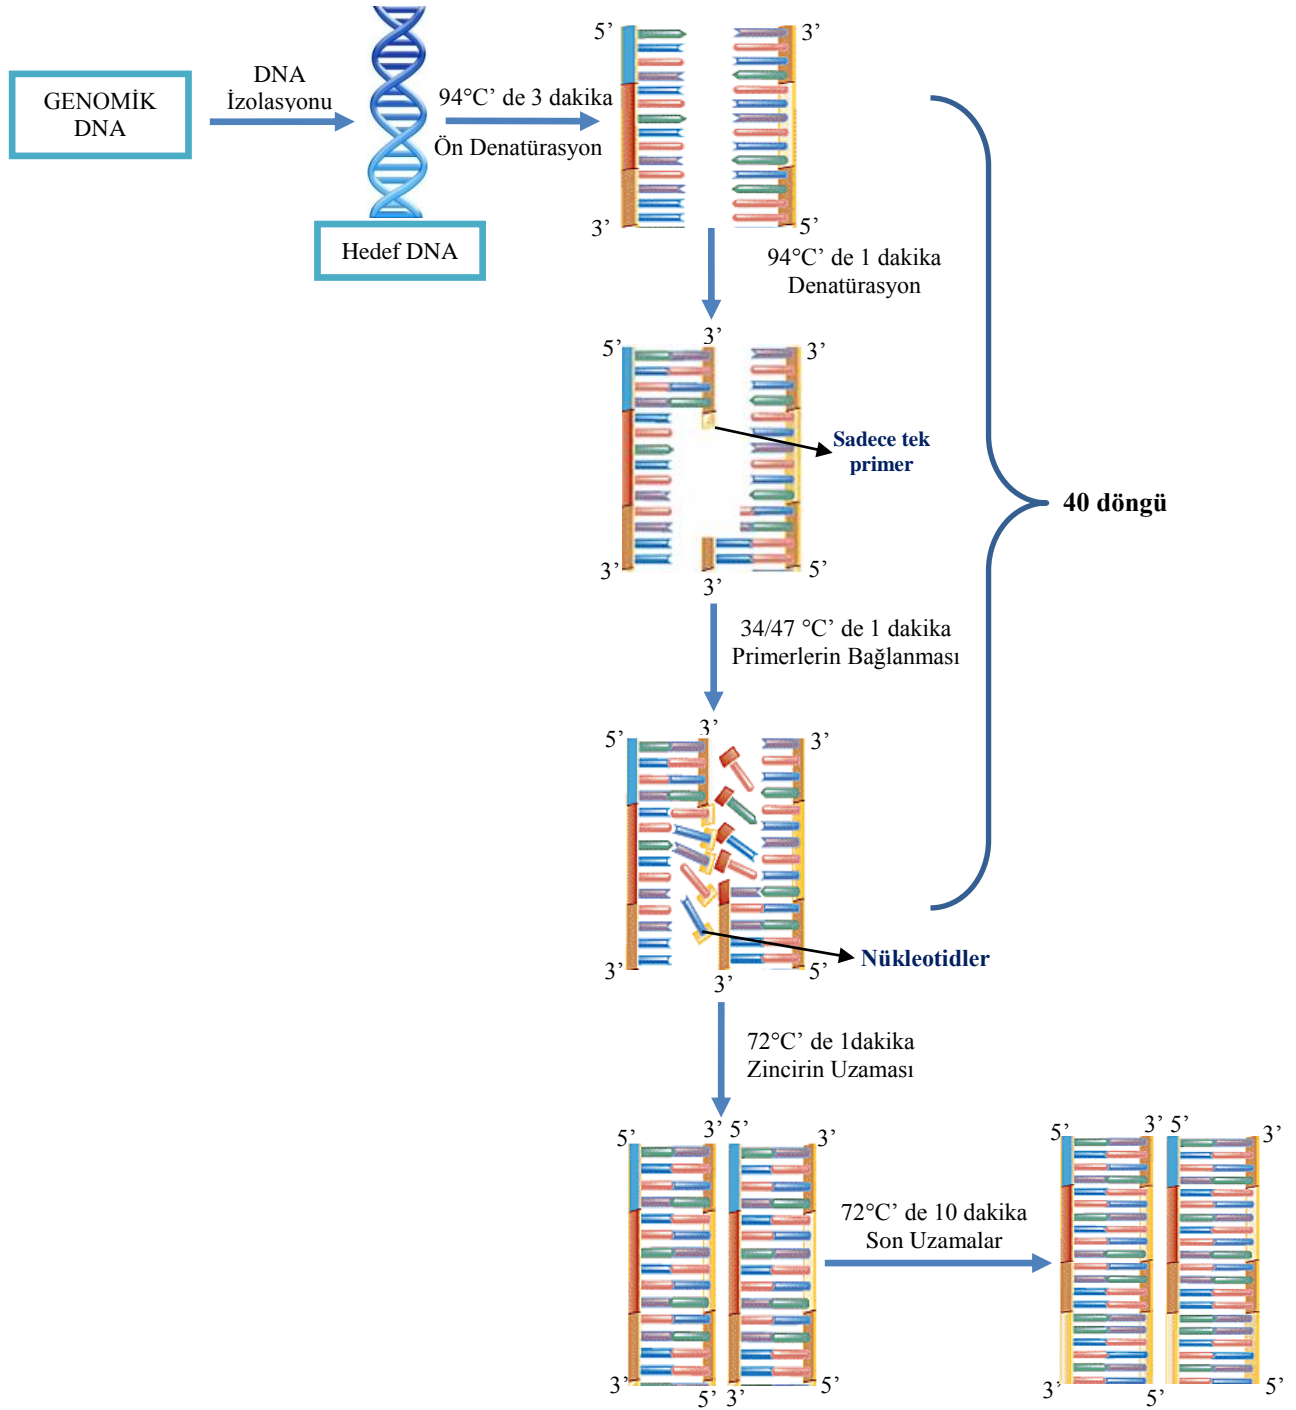 GENOMİK
DNA
DNA
İzolasyonu
Hedef DNA
94°C’ de 3 dakika
Ön Denatürasyon
5’
3’
3’
5’
94°C’ de 1 dakika
Denatürasyon
5’
3’
3’
Sadece tek
primer
3’
3’
5’
40 döngü
34/47 °C’ de 1 dakika
Primerlerin Bağlanması
5’
3’
3’
Nükleotidler
3’
3’
5’
72°C’ de 1dakika
Zincirin Uzaması
5’
3’
5’
3’
3’
5’
3’
5’
72°C’ de 10 dakika
Son Uzamalar
5’
3’
5’
3’
3’
5’
3’
5’